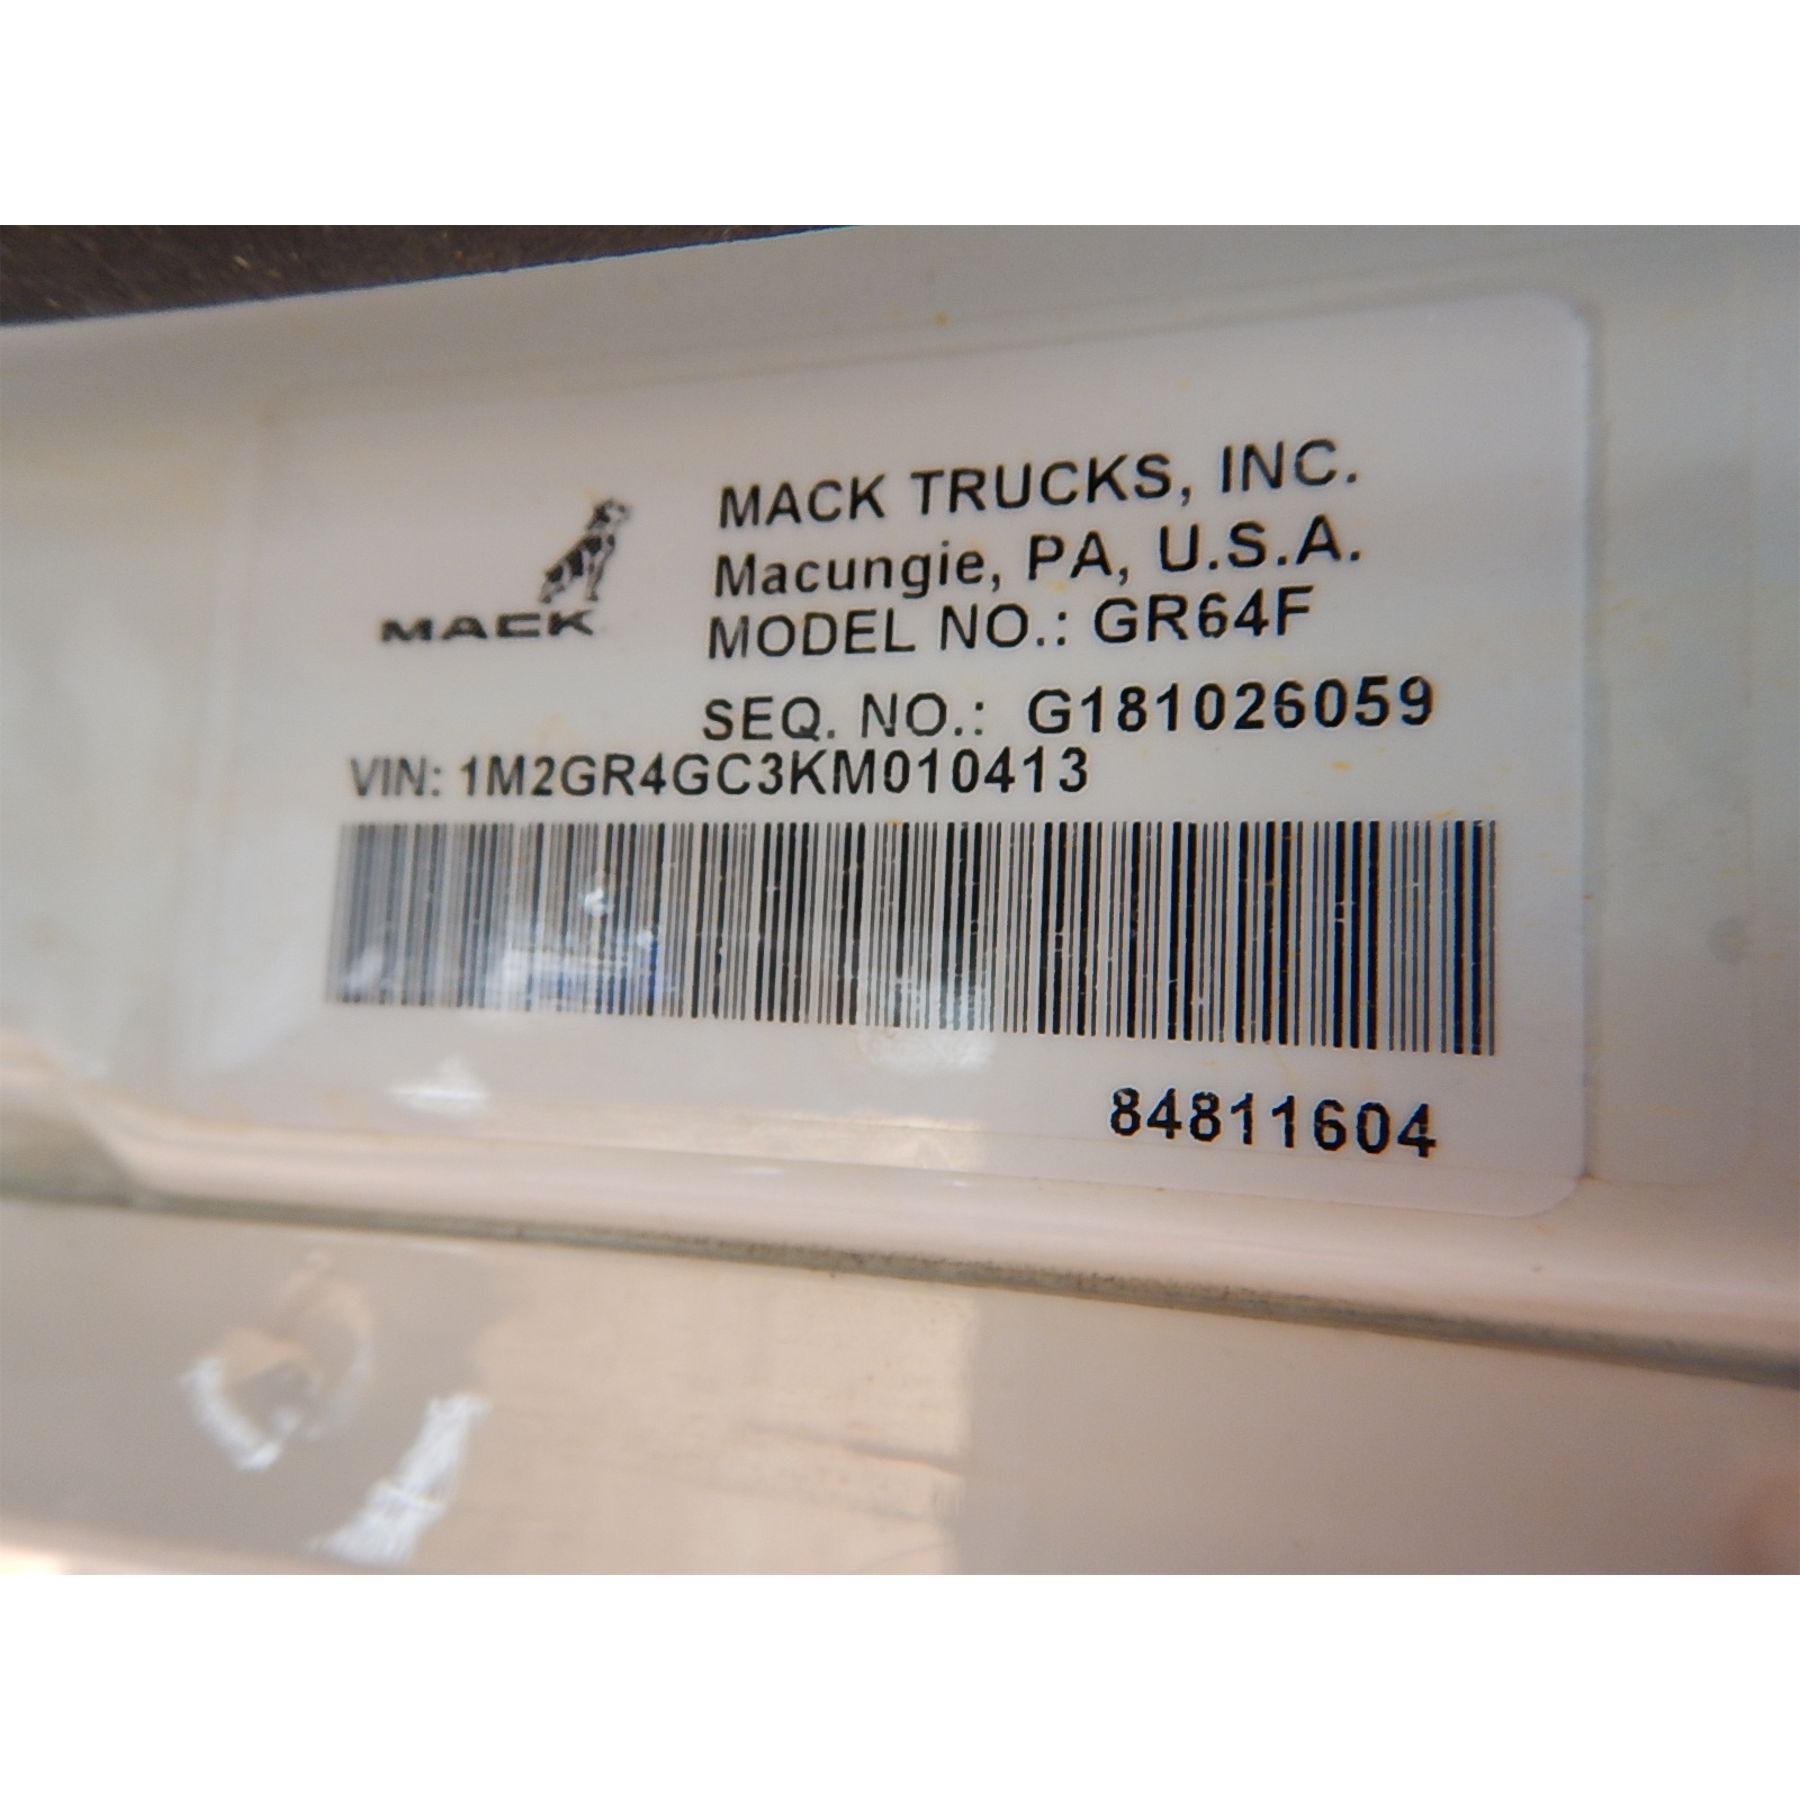 MACK
MACK TRUCKS, INC.
Macungie, PA, U.S.A.
MODEL NO.: GR64F
SEQ. NO.: G181026059
VIN: 1M2GR4GC3KM010413
84811604